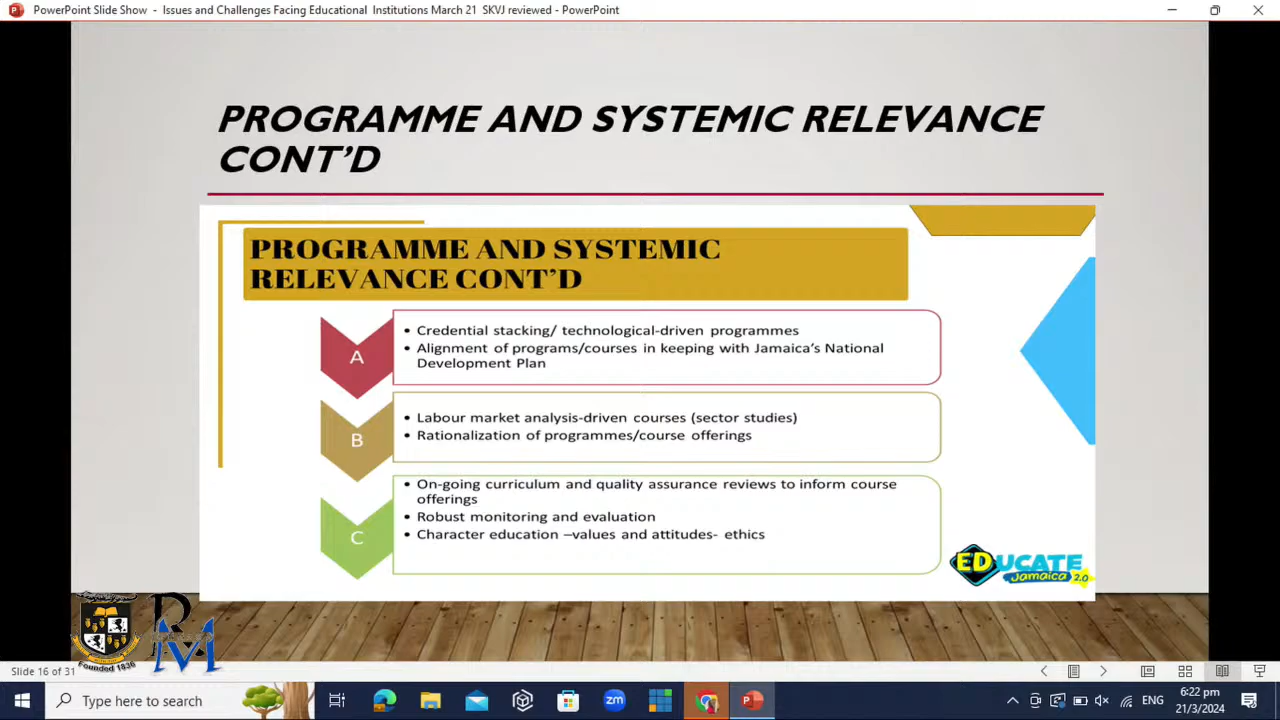 PowerPoint Slide Show - Issues and Challenges Facing Educational Institutions March 21 SKVJ reviewed - PowerPoint
PROGRAMME AND SYSTEMIC RELEVANCE
CONT’D
PROGRAMME AND SYSTEMIC
RELEVANCE CONT’D
A
• Credential stacking/ technological-driven programmes
• Alignment of programs/courses in keeping with Jamaica’s National
Development Plan
B
• Labour market analysis-driven courses (sector studies)
• Rationalization of programmes/course offerings
C
• On-going curriculum and quality assurance reviews to inform course
offerings
• Robust monitoring and evaluation
• Character education –values and attitudes- ethics
EDUCATE
Jamaica 2.0
Founded 1836
RM
Slide 16 of 31
Type here to search
zm
ENG
6:22 pm
21/3/2024